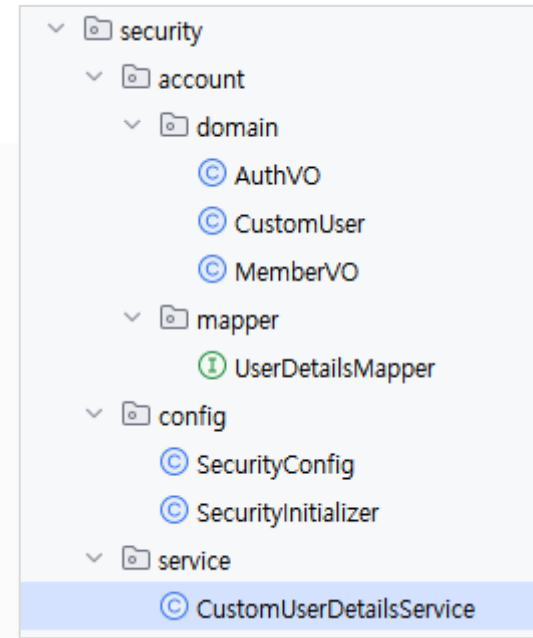 security
account
domain
AuthVO
CustomUser
MemberVO
mapper
UserDetailsMapper
config
SecurityConfig
SecurityInitializer
service
CustomUserDetailsService